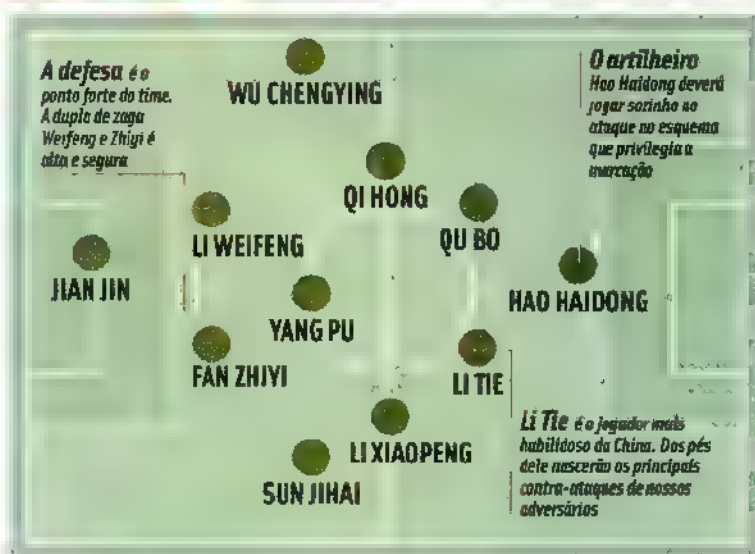 A defesa é o
ponto forte do time.
A dupla de zaga
Weifeng e Zhiyi é
alta e segura
WU CHENGYING
O artilheiro
Hao Haidong deverá
jogar sozinho no
ataque no esquema
que privilegia a
marcação
QI HONG
LI WEIFENG
QU BO
JIAN JIN
HAO HAIDONG
YANG PU
FAN ZHIYI
LI TIE
LI XIAOPENG
SUN JIHAI
Li Tie é o jogador mais
habilidoso da China. Dos pés
dele nascerão os principais
contra-ataques de nossos
adversários